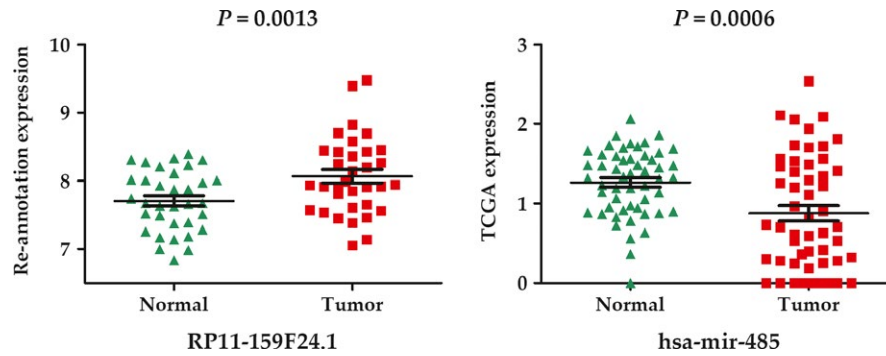 P = 0.0013
Re-annotation expression
10
9
8
7
Normal
Tumor
RP11-159F24.1
P = 0.0006
TCGA expression
3
2
1
0
Normal
Tumor
hsa-mir-485